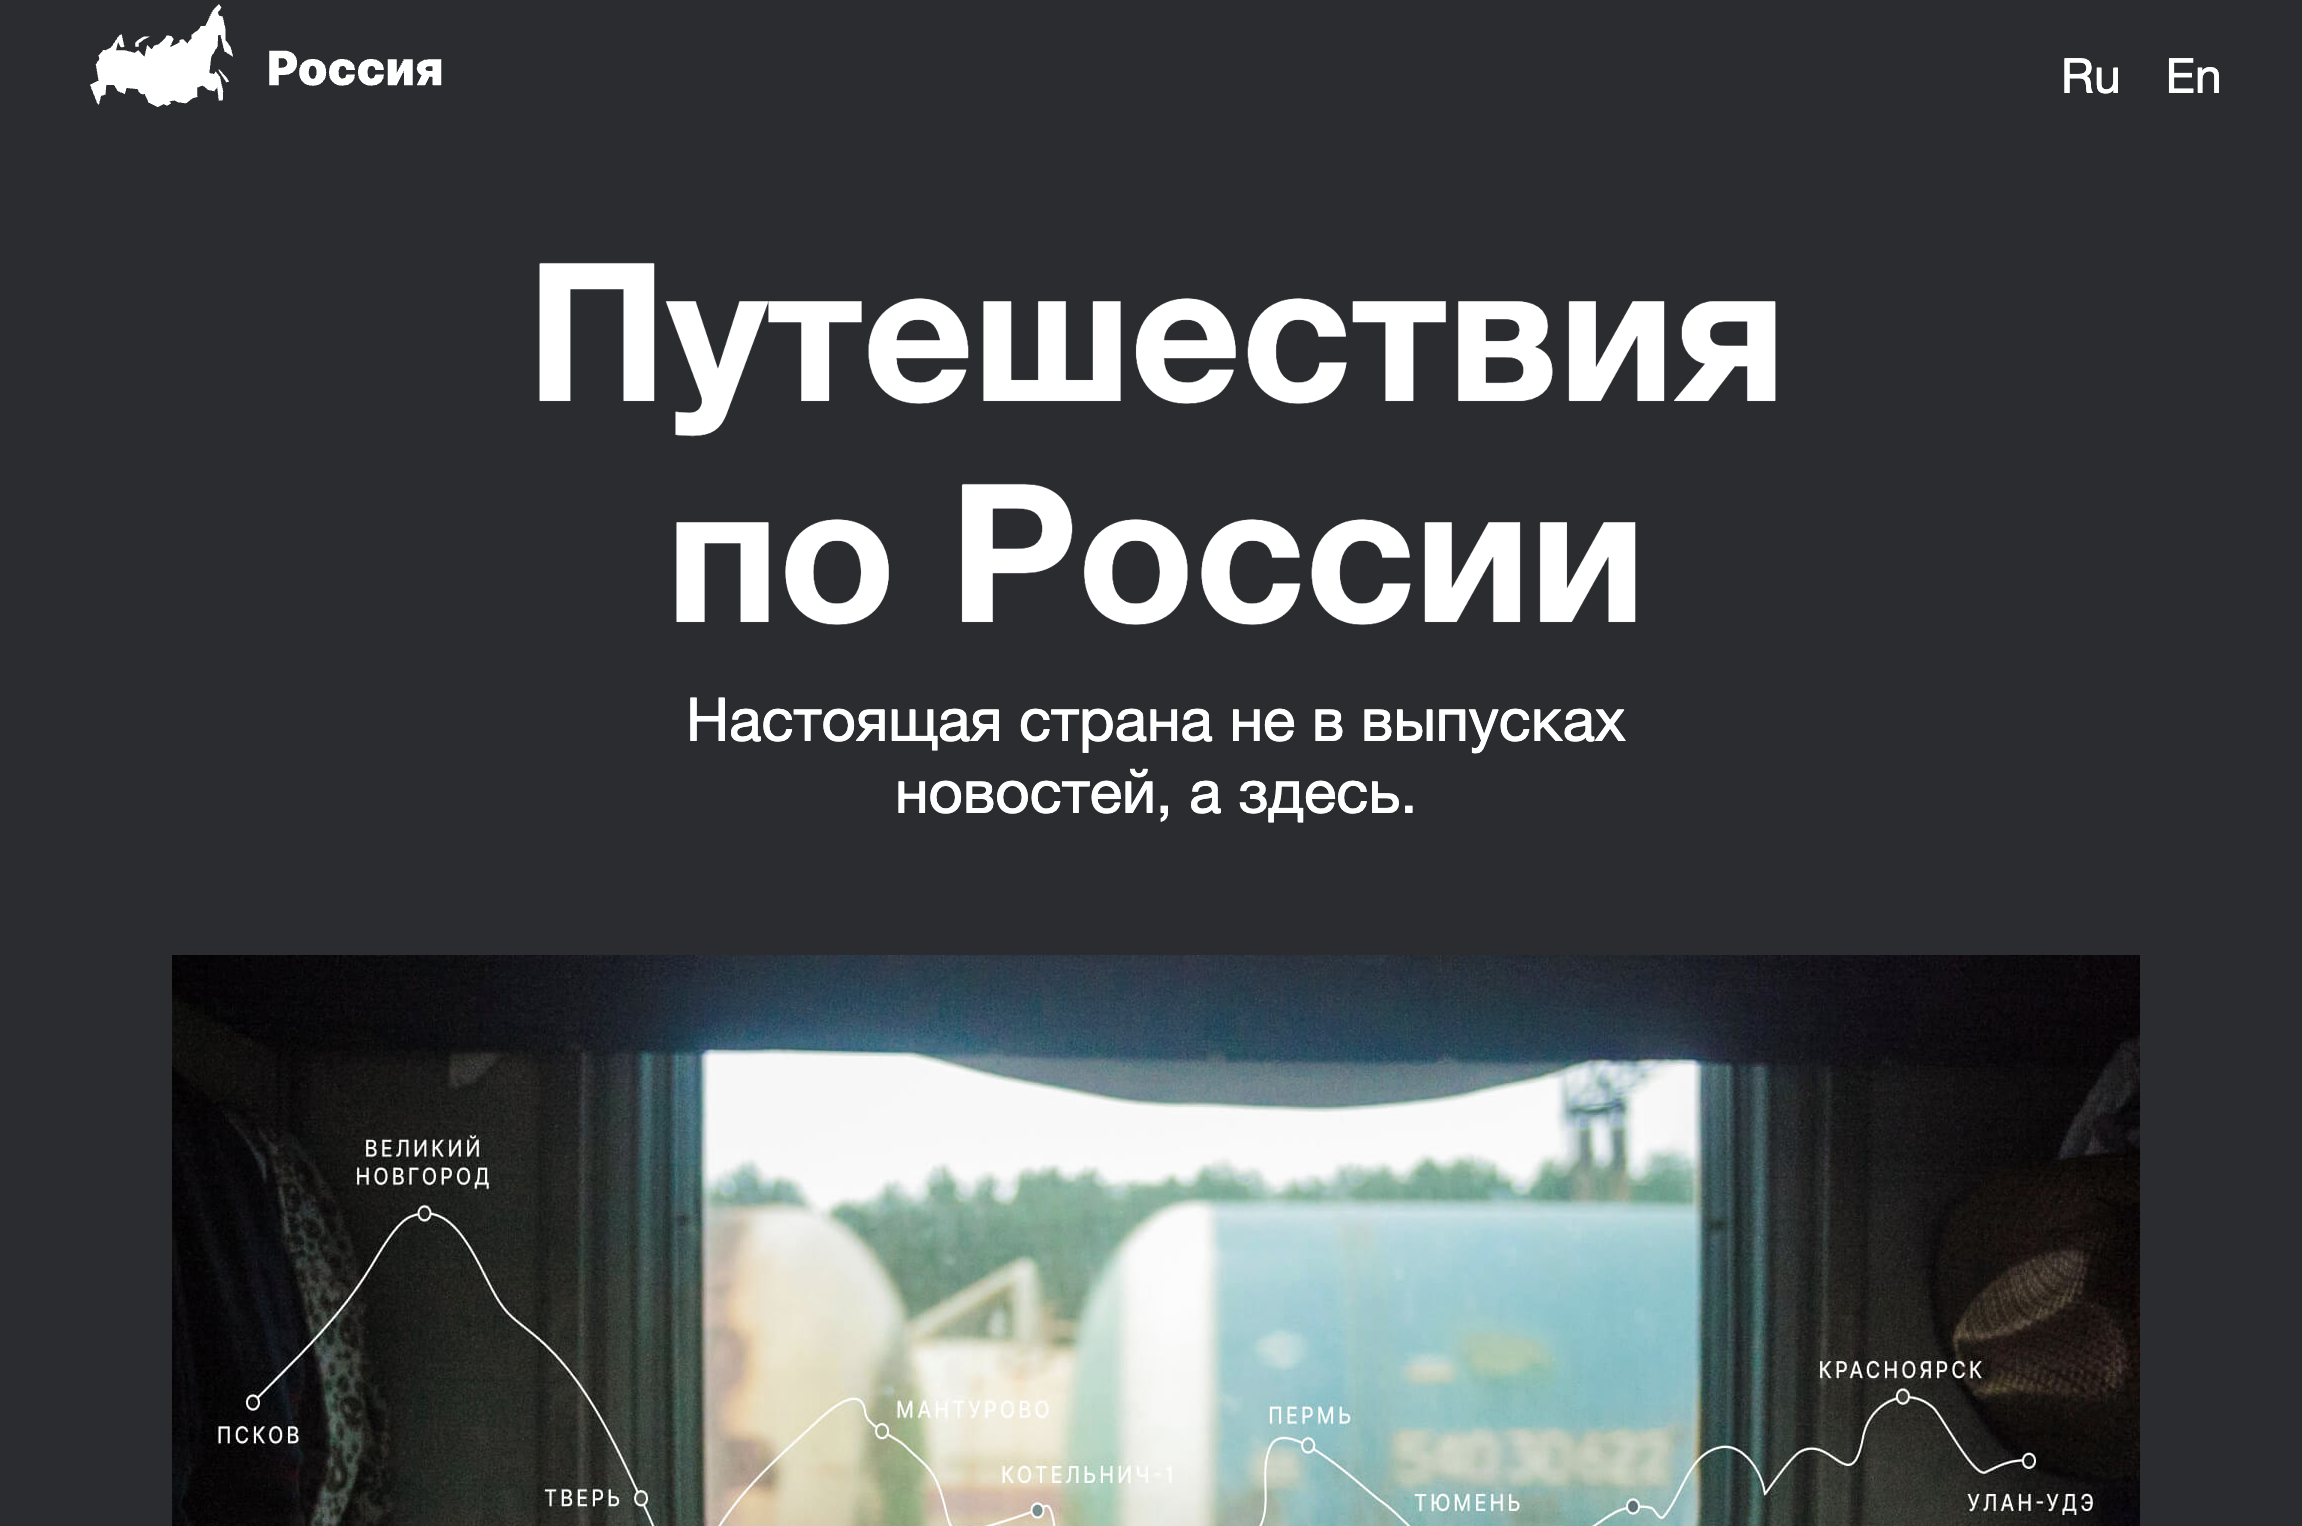 Россия
Ru En
Путешествия
по России
Настоящая страна не в выпусках
новостей, а здесь.
ВЕЛИКИЙ
НОВГОРОД
ПСКОВ
ТВЕРЬ
МАНТУРОВО
КОТЕЛЬНИЧ-1
ПЕРМЬ
ТЮМЕНЬ
КРАСНОЯРСК
УЛАН-УДЭ